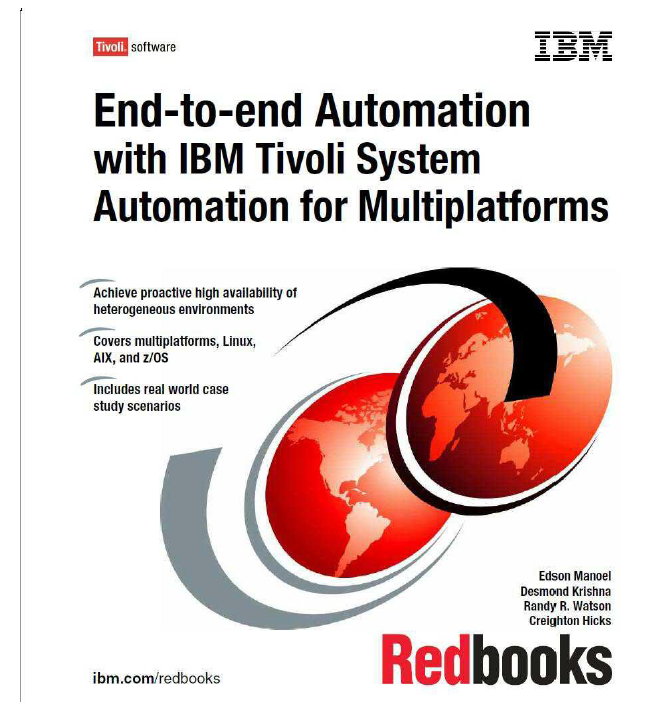 Tivoli. software
IBM
End-to-end Automation
with IBM Tivoli System
Automation for Multiplatforms
Achieve proactive high availability of
heterogeneous environments
Covers multiplatforms, Linux,
AIX, and z/OS
Includes real world case
study scenarios
Edson Manoel
Desmond Krishna
Randy R. Watson
Creighton Hicks
Redbooks
ibm.com/redbooks